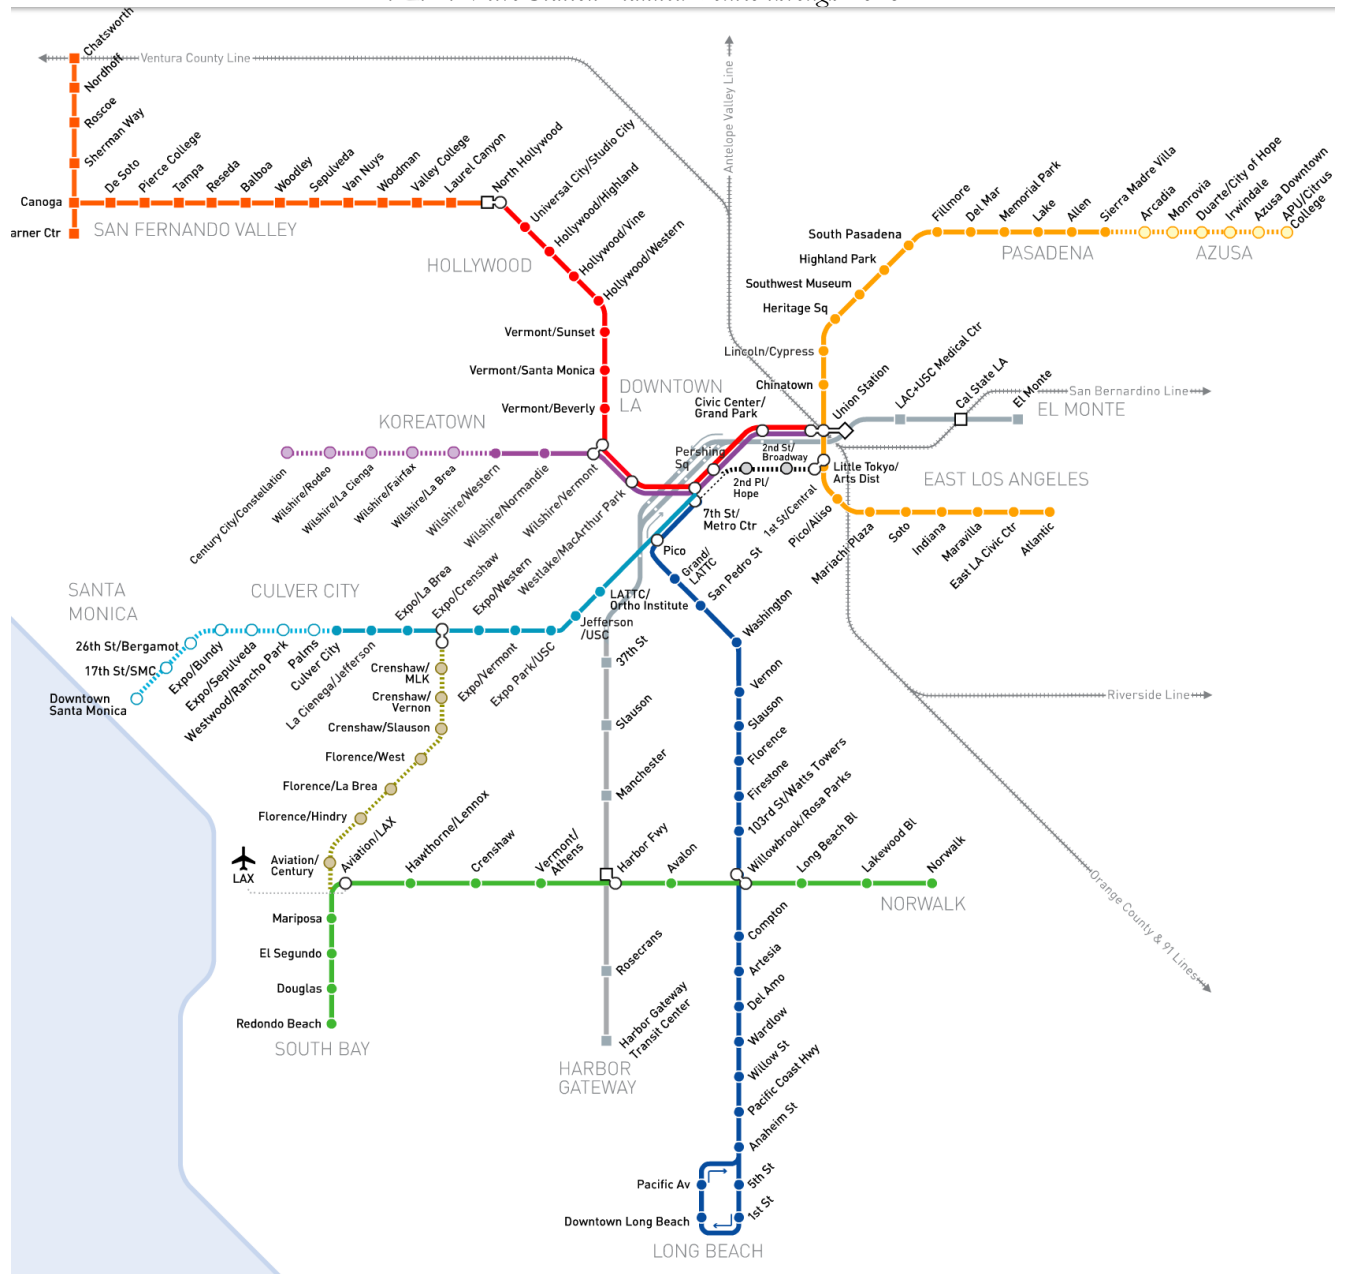 Chatsworth
Ventura County Line
Nordhoff
Roscoe
Sherman Way
Canoga
arner Ctr
De Soto
Pierce College
Tampa
Reseda
Balboa
Woodley
Sepulveda
Van Nuys
Woodman
Valley College
Laurel Canyon
North Hollywood
SAN FERNANDO VALLEY
Universal City/Studio City
Hollywood/Highland
Hollywood/Vine
Hollywood/Western
HOLLYWOOD
Vermont/Sunset
Vermont/Santa Monica
Vermont/Beverly
Antelope Valley Line
Fillmore
Del Mar
Memorial Park
Lake
Allen
Sierra Madre Villa
Arcadia
Monrovia
Duarte/City of Hope
Irwindale
Azusa Downtown
APU/Citrus
College
South Pasadena
PASADENA
AZUSA
Highland Park
Southwest Museum
Heritage Sq
Lincoln/Cypress
Chinatown
DOWNTOWN
LA
Civic Center/
Grand Park
Union Station
LAC+USC Medical Ctr
Cal State LA
El Monte
San Bernardino Line
EL MONTE
KOREATOWN
Pershing
Sq
2nd St/
Broadway
2nd Pl/
Hope
Little Tokyo/
Arts Dist
EAST LOS ANGELES
Century City/Constellation
Wilshire/Rodeo
Wilshire/La Cienga
Wilshire/Fairfax
Wilshire/La Brea
Wilshire/Western
Wilshire/Normandie
Wilshire/Vermont
Westlake/MacArthur Park
7th St/
Metro Ctr
1st St/Central
Pico/Aliso
Mariachi Plaza
Soto
Indiana
Maravilla
East LA Civic Ctr
Atlantic
Pico
Grand/
LATTC
San Pedro St
Washington
SANTA
MONICA
CULVER CITY
Expo/La Brea
Expo/Crenshaw
Expo/Western
LATTC/
Ortho Institute
Jefferson
/USC
26th St/Bergamot
17th St/SMC
Downtown
Santa Monica
Expo/Bundy
Expo/Sepulveda
Westwood/Rancho Park
Palms
Culver City
La Cienega/Jefferson
Expo/Vermont
Expo Park/USC
Crenshaw/
MLK
Crenshaw/
Vernon
Crenshaw/Slauson
Florence/West
Florence/La Brea
Florence/Hindry
Aviation/
Century
LAX
Aviation/LAX
37th St
Slauson
Manchester
Vernon
Slauson
Florence
Firestone
103rd St/Watts Towers
Willowbrook/Rosa Parks
Riverside Line
Hawthorne/Lennox
Crenshaw
Vermont/
Athens
Harbor Fwy
Avalon
Long Beach Bl
Lakewood Bl
Norwalk
NORWALK
Orange County & 91 Lines
Mariposa
El Segundo
Douglas
Redondo Beach
SOUTH BAY
Rosecrans
Harbor Gateway
Transit Center
HARBOR
GATEWAY
Compton
Artesia
Del Amo
Wardlow
Willow St
Pacific Coast Hwy
Anaheim St
Pacific Av
5th St
Downtown Long Beach
1st St
LONG BEACH